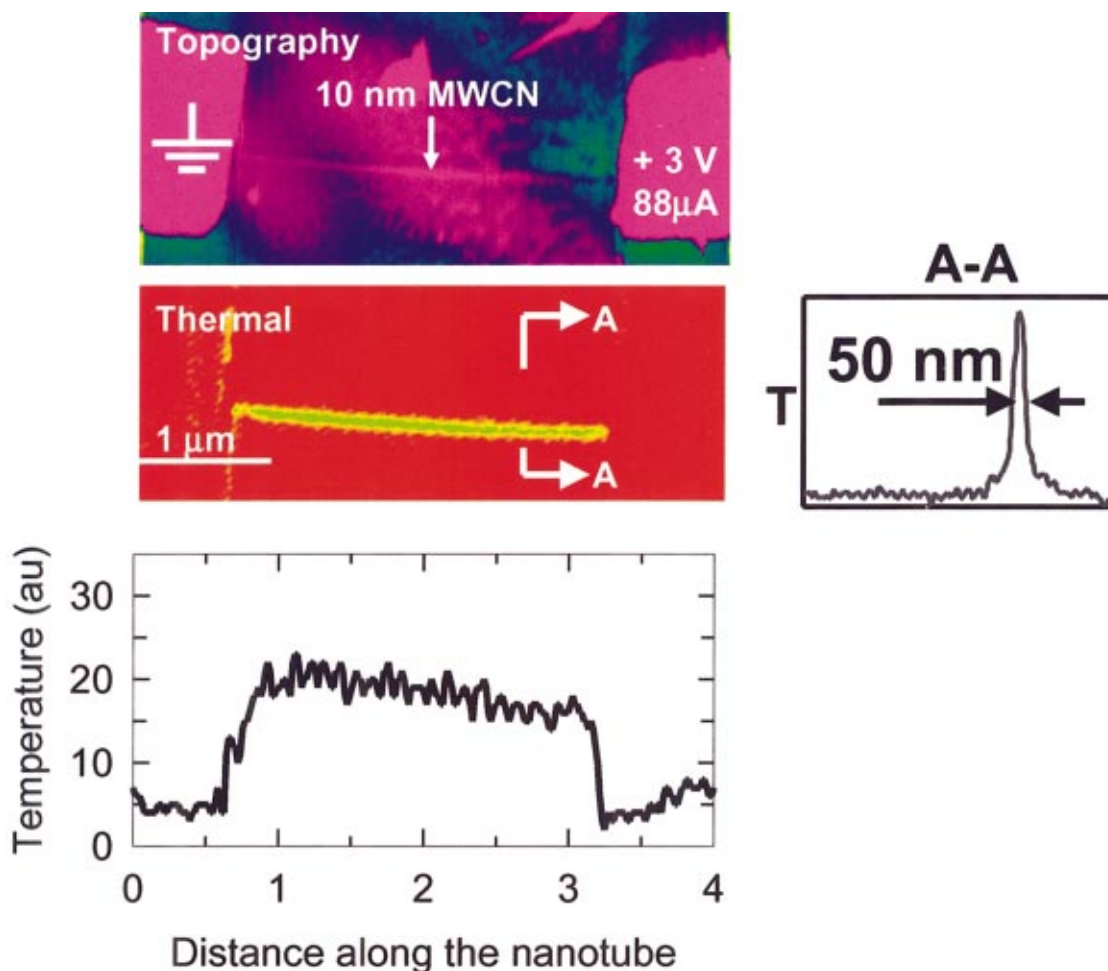 Topography
10 nm MWCN
+ 3 V
88μA
Thermal
A
1 μm
A
A-A
50 nm
T
Temperature (au)
30
20
10
0
0 1 2 3 4
Distance along the nanotube